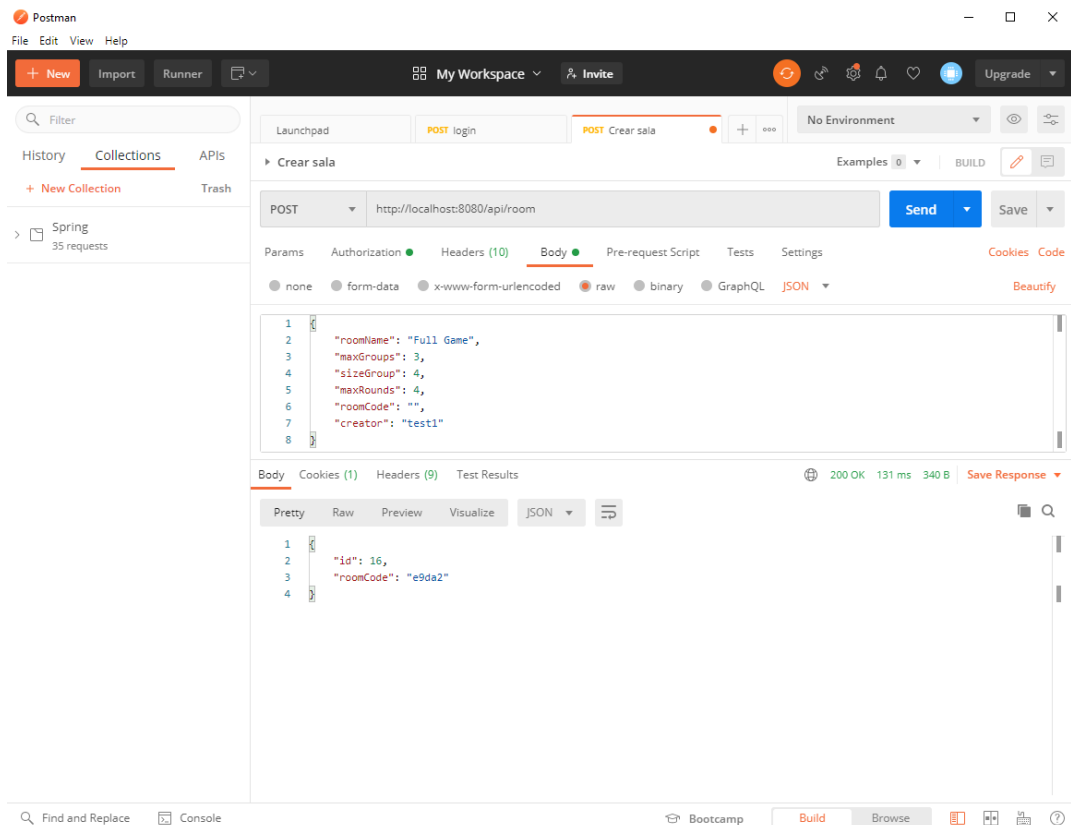 Postman
File Edit View Help
+ New Import Runner My Workspace Invite Upgrade
Filter
History Collections APIs
+ New Collection Trash
Spring
35 requests
Launchpad POST login POST Crear sala + ooo No Environment
Crear sala Examples 0 BUILD
POST http://localhost:8080/api/room Send Save
Params Authorization Headers (10) Body Pre-request Script Tests Settings Cookies Code
none form-data x-www-form-urlencoded raw binary GraphQL JSON Beautify
1 {
2 "roomName": "Full Game",
3 "maxGroups": 3,
4 "sizeGroup": 4,
5 "maxRounds": 4,
6 "roomCode": "",
7 "creator": "test1"
8 }
Body Cookies (1) Headers (9) Test Results 200 OK 131 ms 340 B Save Response
Pretty Raw Preview Visualize JSON
1 {
2 "id": 16,
3 "roomCode": "e9da2"
4 }
Find and Replace Console Bootcamp Build Browse ?